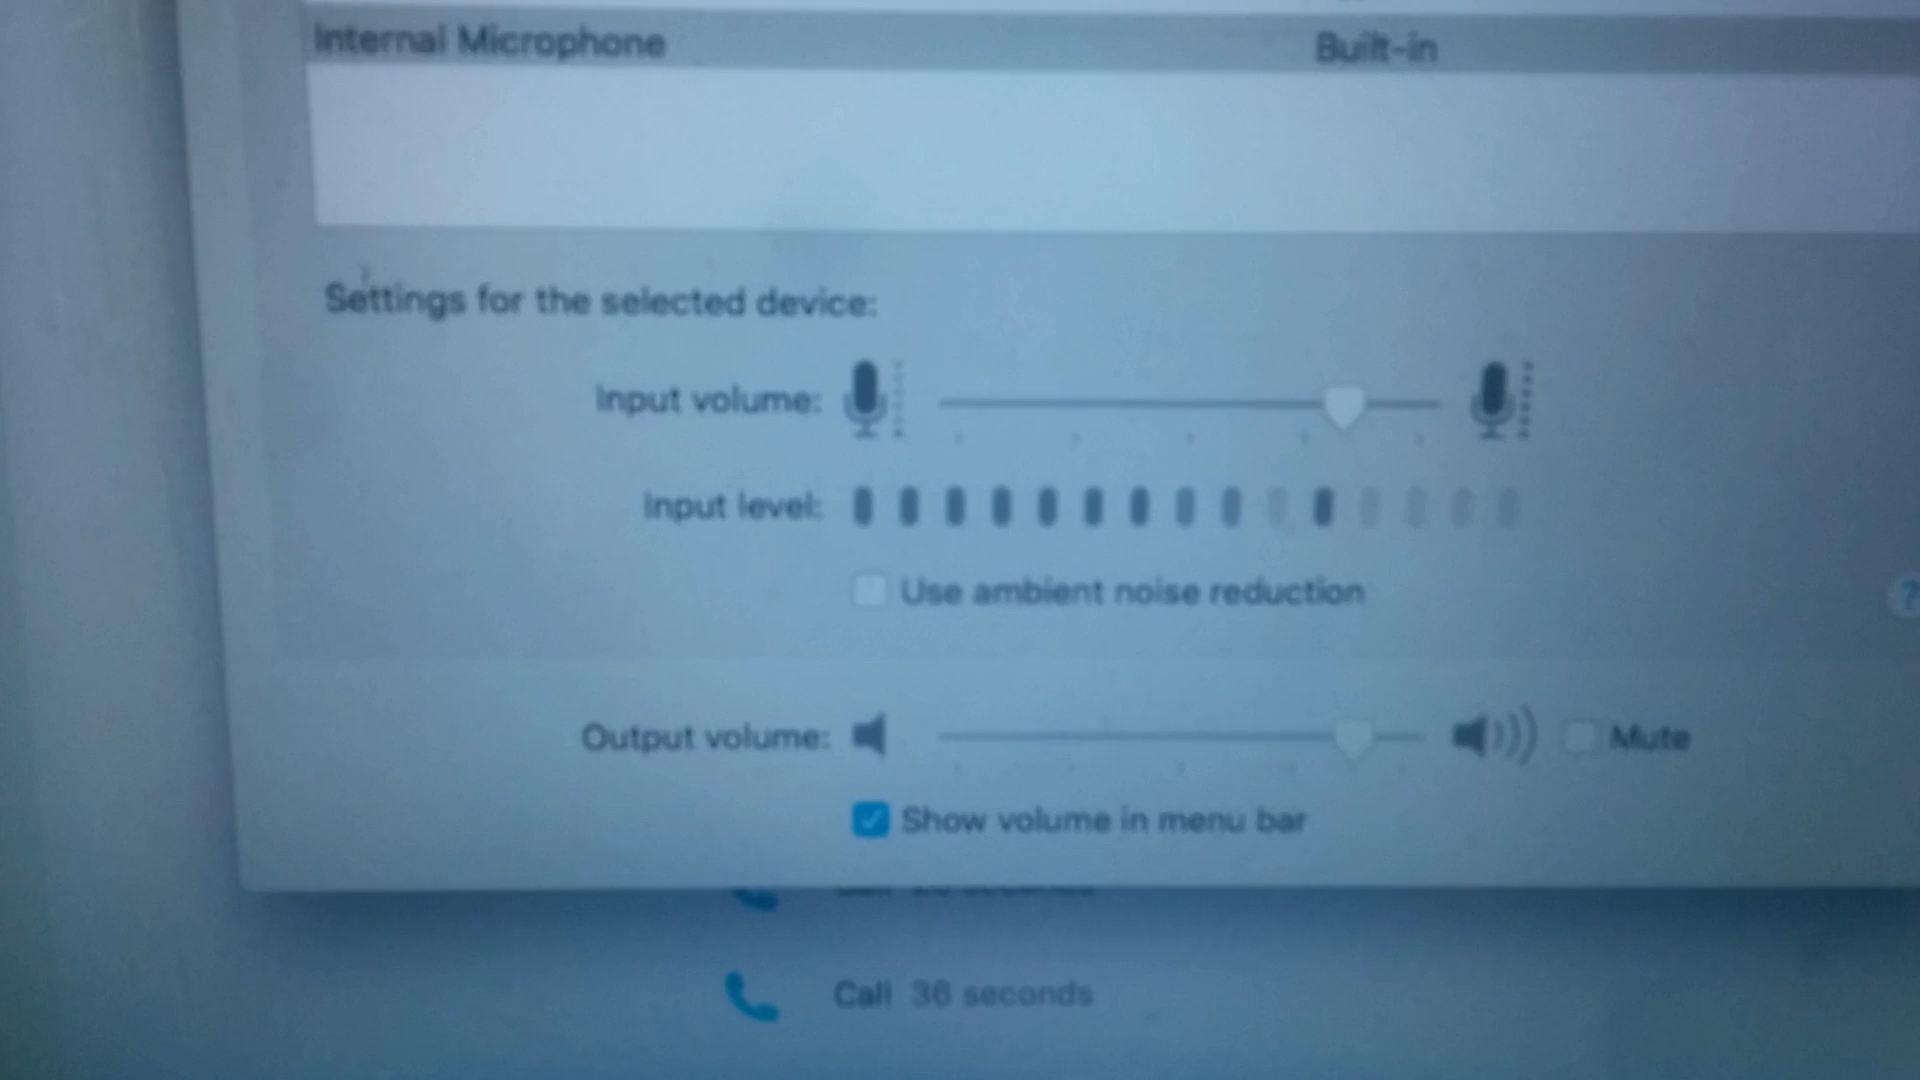 Internal Microphone Built-in
Settings for the selected device:
Input volume:
Input level:
Use ambient noise reduction
?
Output volume: Mute
Show volume in menu bar
Call 36 seconds